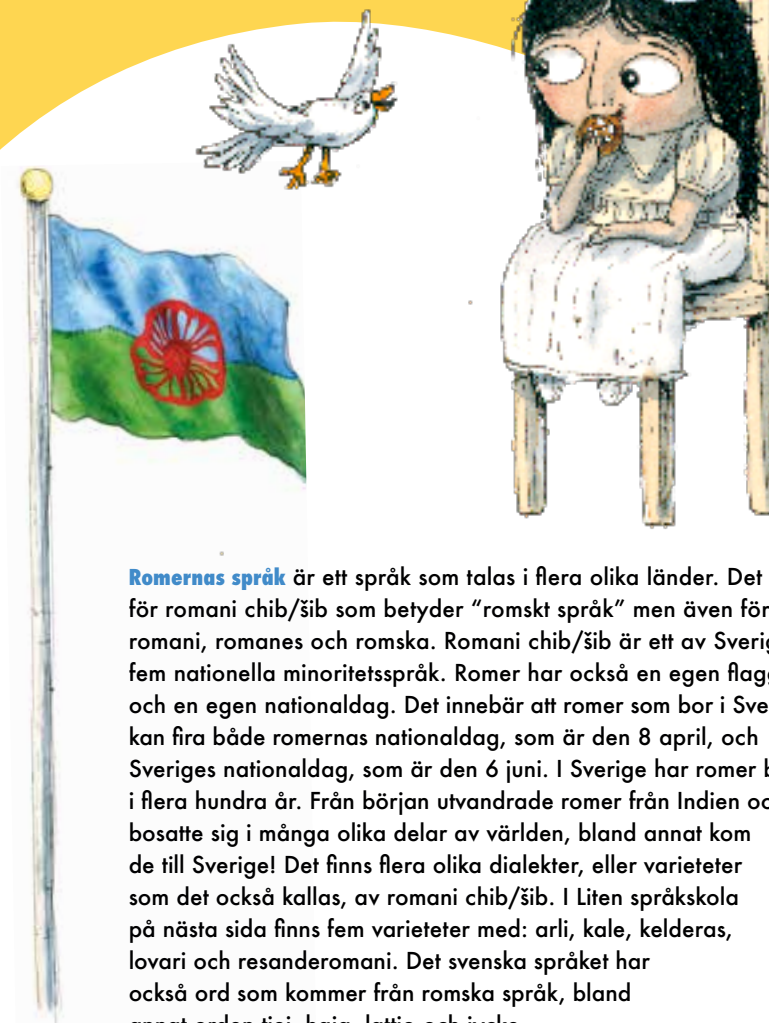 Romernas språk är ett språk som talas i flera olika länder. Det
för romani chib/šib som betyder ”romskt språk” men även för
romani, romanes och romska. Romani chib/šib är ett av Sverig
fem nationella minoritetsspråk. Romer har också en egen flagg
och en egen nationaldag. Det innebär att romer som bor i Sve
kan fira både romernas nationaldag, som är den 8 april, och
Sveriges nationaldag, som är den 6 juni. I Sverige har romer b
i flera hundra år. Från början utvandrade romer från Indien oc
bosatte sig i många olika delar av världen, bland annat kom
de till Sverige! Det finns flera olika dialekter, eller varieteter
som det också kallas, av romani chib/šib. I Liten språkskola
på nästa sida finns fem varieteter med: arli, kale, kelderas,
lovari och resanderomani. Det svenska språket har
också ord som kommer från romska språk, bland
annat orden tjej, haja, lattjo och jycke.